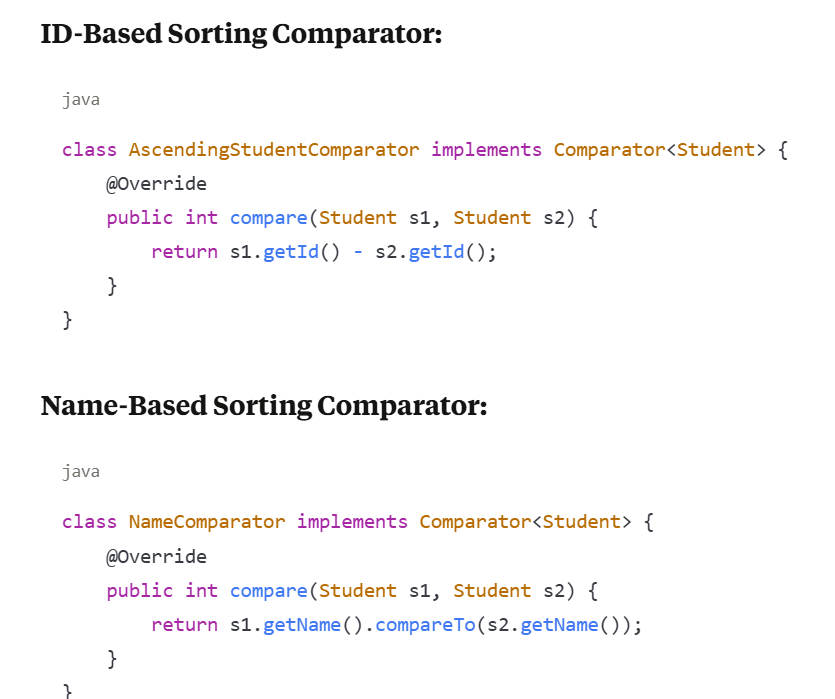 ID-Based Sorting Comparator:
java
class AscendingStudentComparator implements Comparator<Student> {
    @Override
    public int compare(Student s1, Student s2) {
        return s1.getId() - s2.getId();
    }
}
Name-Based Sorting Comparator:
java
class NameComparator implements Comparator<Student> {
    @Override
    public int compare(Student s1, Student s2) {
        return s1.getName().compareTo(s2.getName());
    }
}